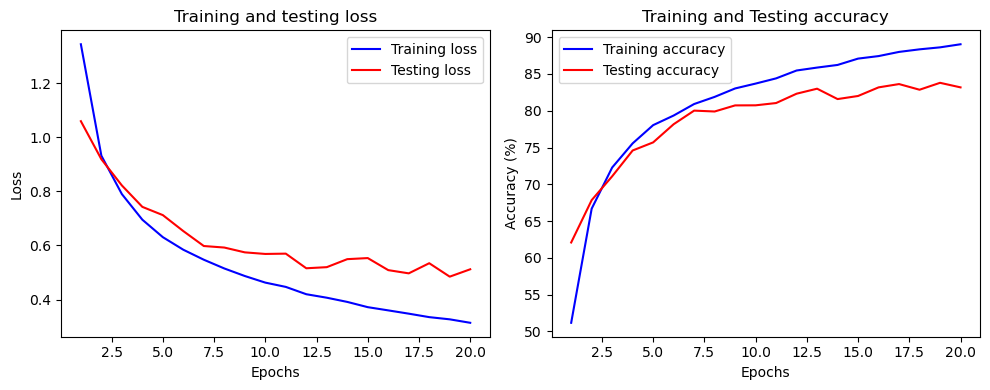 Training and testing loss
Training loss
Testing loss
1.2
1.0
0.8
0.6
0.4
Loss
2.5 5.0 7.5 10.0 12.5 15.0 17.5 20.0
Epochs
Training and Testing accuracy
Training accuracy
Testing accuracy
90
85
80
75
70
65
60
55
50
Accuracy (%)
2.5 5.0 7.5 10.0 12.5 15.0 17.5 20.0
Epochs